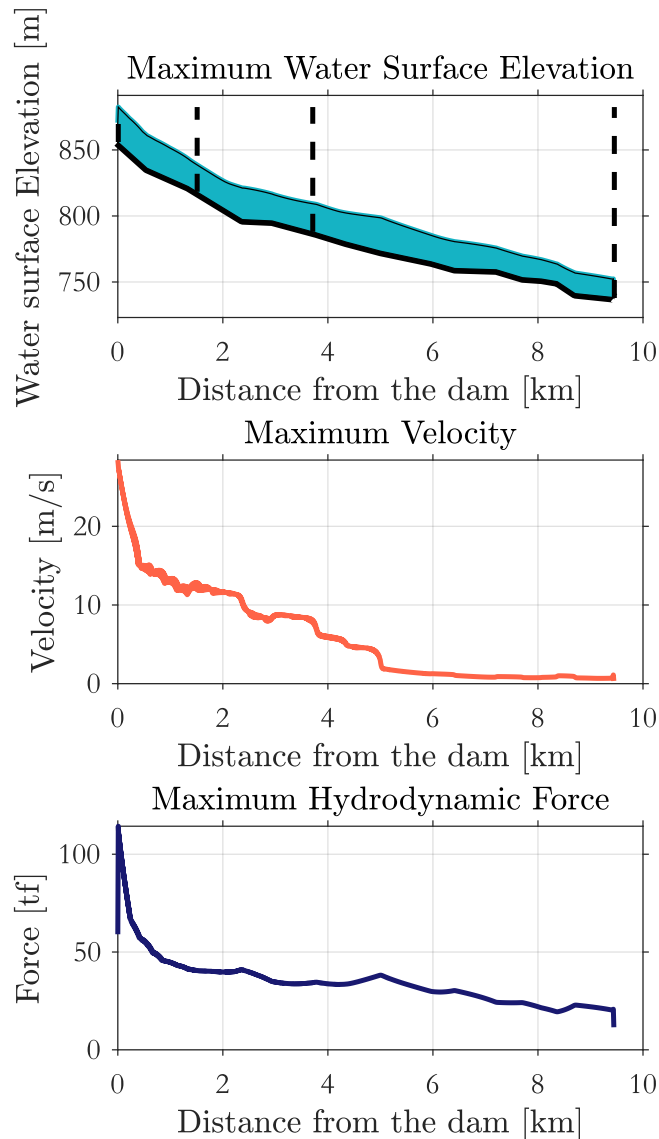 Maximum Water Surface Elevation
Water surface Elevation [m]
850
800
750
0 2 4 6 8 10
Distance from the dam [km]
Maximum Velocity
Velocity [m/s]
20
10
0
0 2 4 6 8 10
Distance from the dam [km]
Maximum Hydrodynamic Force
Force [tf]
100
50
0
0 2 4 6 8 10
Distance from the dam [km]